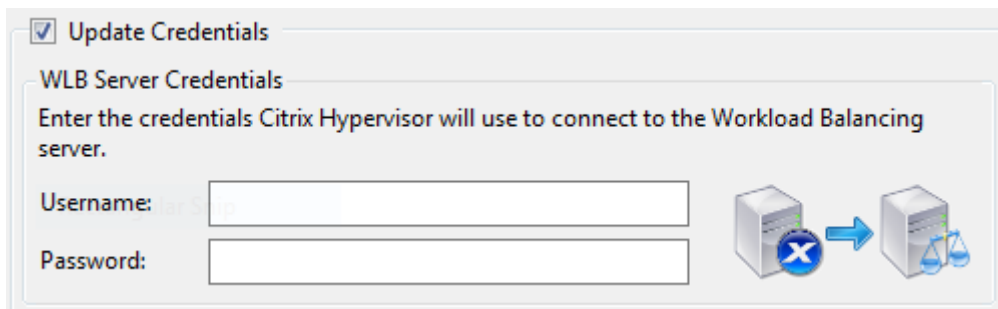 Update Credentials
WLB Server Credentials
Enter the credentials Citrix Hypervisor will use to connect to the Workload Balancing
server.
Username:
Password: